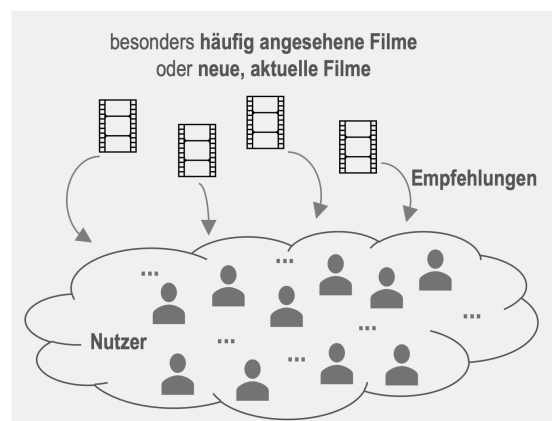 besonders häufig angesehene Filme
oder neue, aktuelle Filme
Empfehlungen
...
...
...
Nutzer
...
...
...